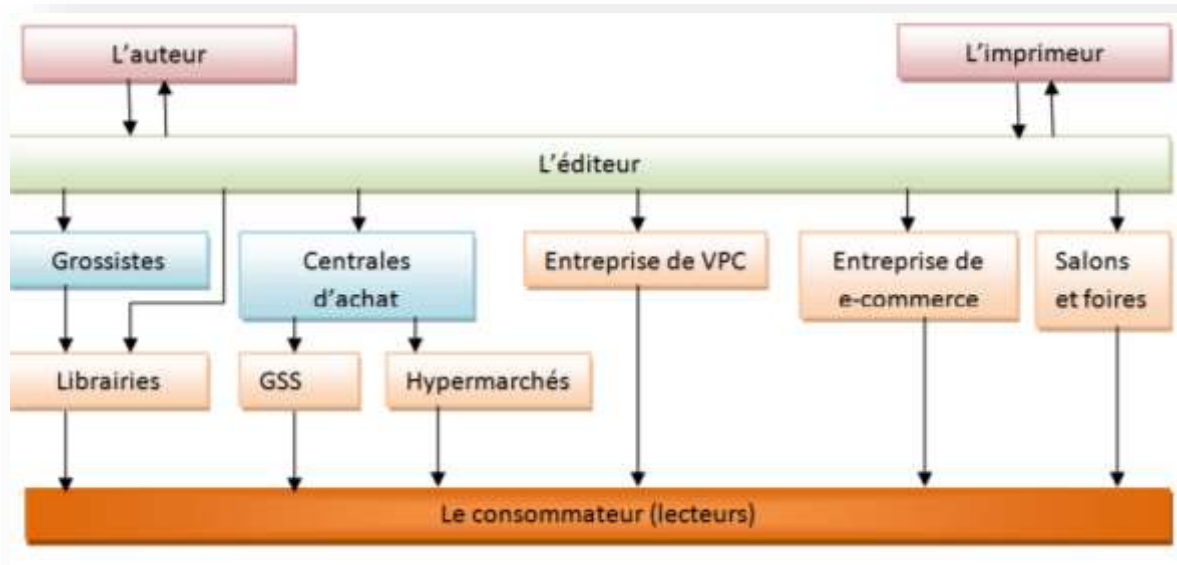 L'auteur
L'imprimeur
L'éditeur
Grossistes
Centrales
d'achat
Entreprise de VPC
Entreprise de
e-commerce
Salons
et foires
Librairies
GSS
Hypermarchés
Le consommateur (lecteurs)